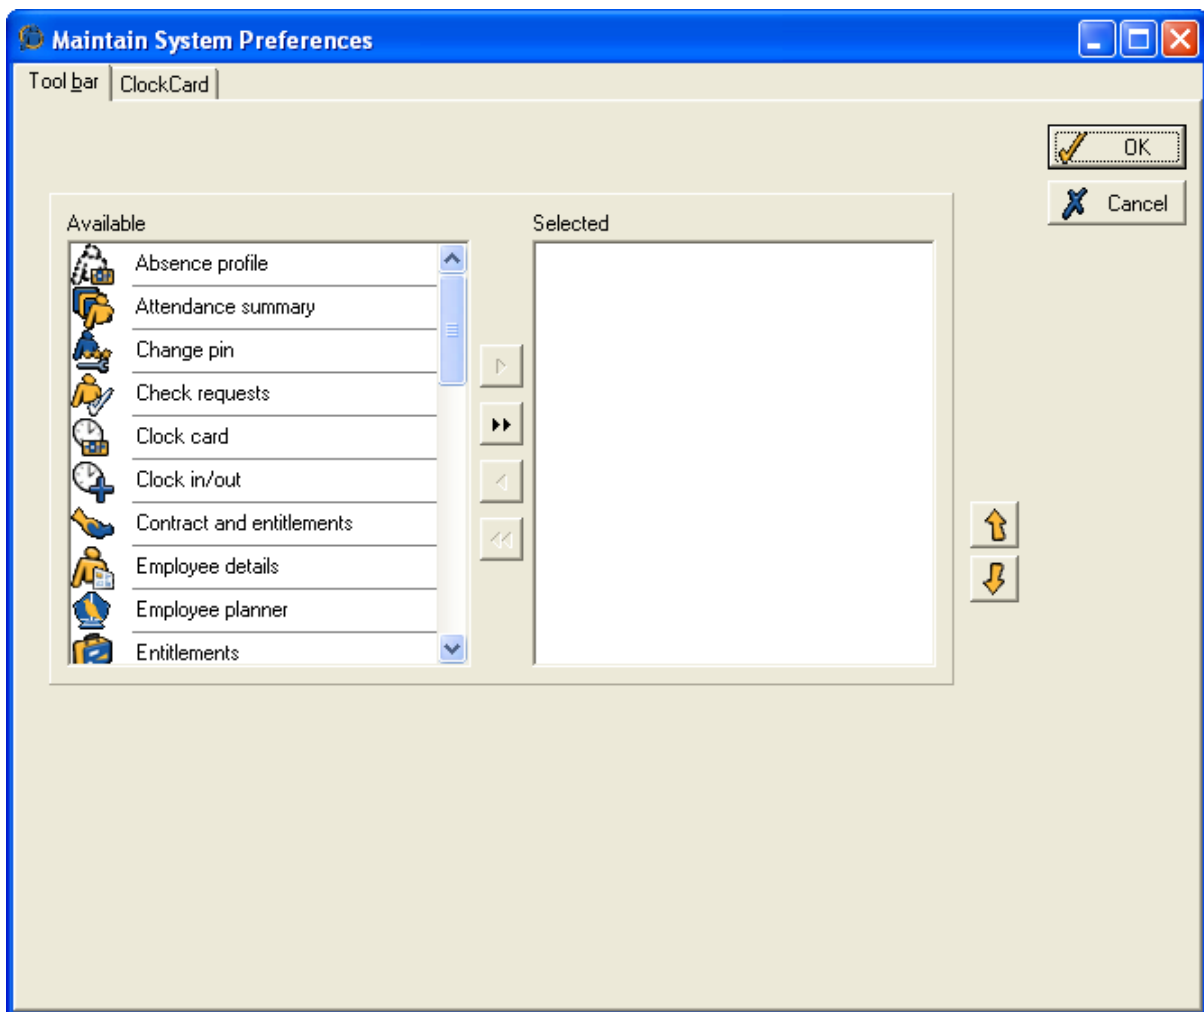 Maintain System Preferences
Tool bar
ClockCard
OK
Cancel
Available
Selected
Absence profile
Attendance summary
Change pin
Check requests
Clock card
Clock in/out
Contract and entitlements
Employee details
Employee planner
Entitlements